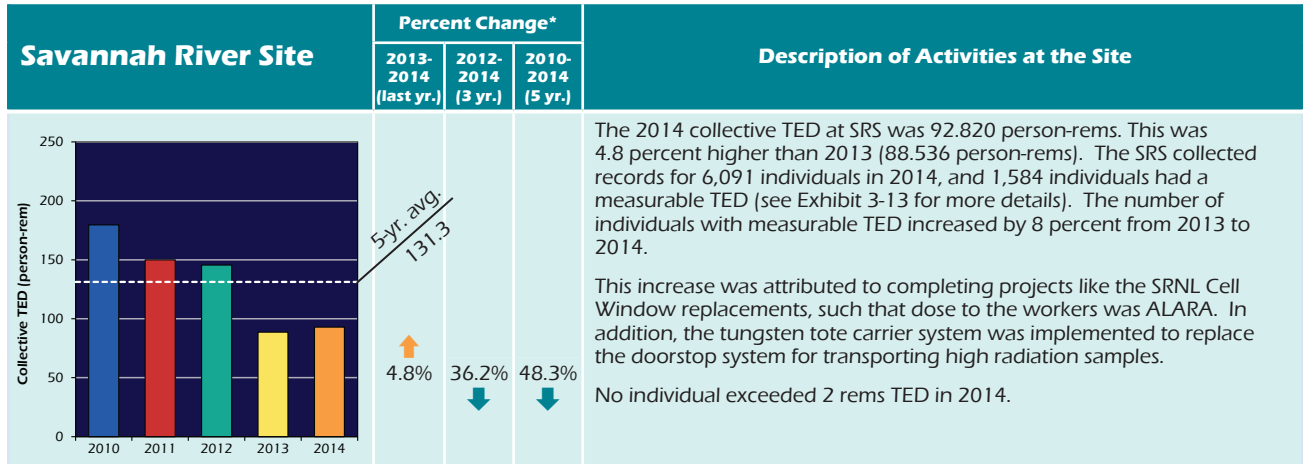 Savannah River Site
Percent Change*
2013-
2014
(last yr.)
2012-
2014
(3 yr.)
2010-
2014
(5 yr.)
Description of Activities at the Site
Collective TED (person-rem)
250
200
150
100
50
0
2010 2011 2012 2013 2014
5-yr. avg.
131.3
4.8% 36.2% 48.3%
The 2014 collective TED at SRS was 92.820 person-rems. This was
4.8 percent higher than 2013 (88.536 person-rems). The SRS collected
records for 6,091 individuals in 2014, and 1,584 individuals had a
measurable TED (see Exhibit 3-13 for more details). The number of
individuals with measurable TED increased by 8 percent from 2013 to
2014.
This increase was attributed to completing projects like the SRNL Cell
Window replacements, such that dose to the workers was ALARA. In
addition, the tungsten tote carrier system was implemented to replace
the doorstop system for transporting high radiation samples.
No individual exceeded 2 rems TED in 2014.